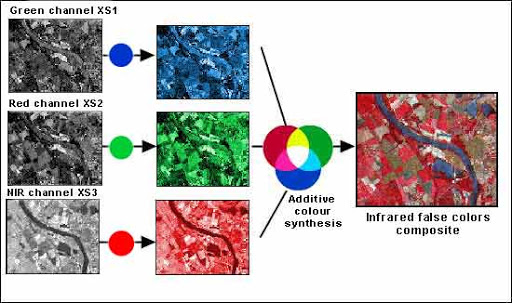 Green channel XS1
Red channel XS2
NIR channel XS3
Additive
colour
synthesis
Infrared false colors
composite